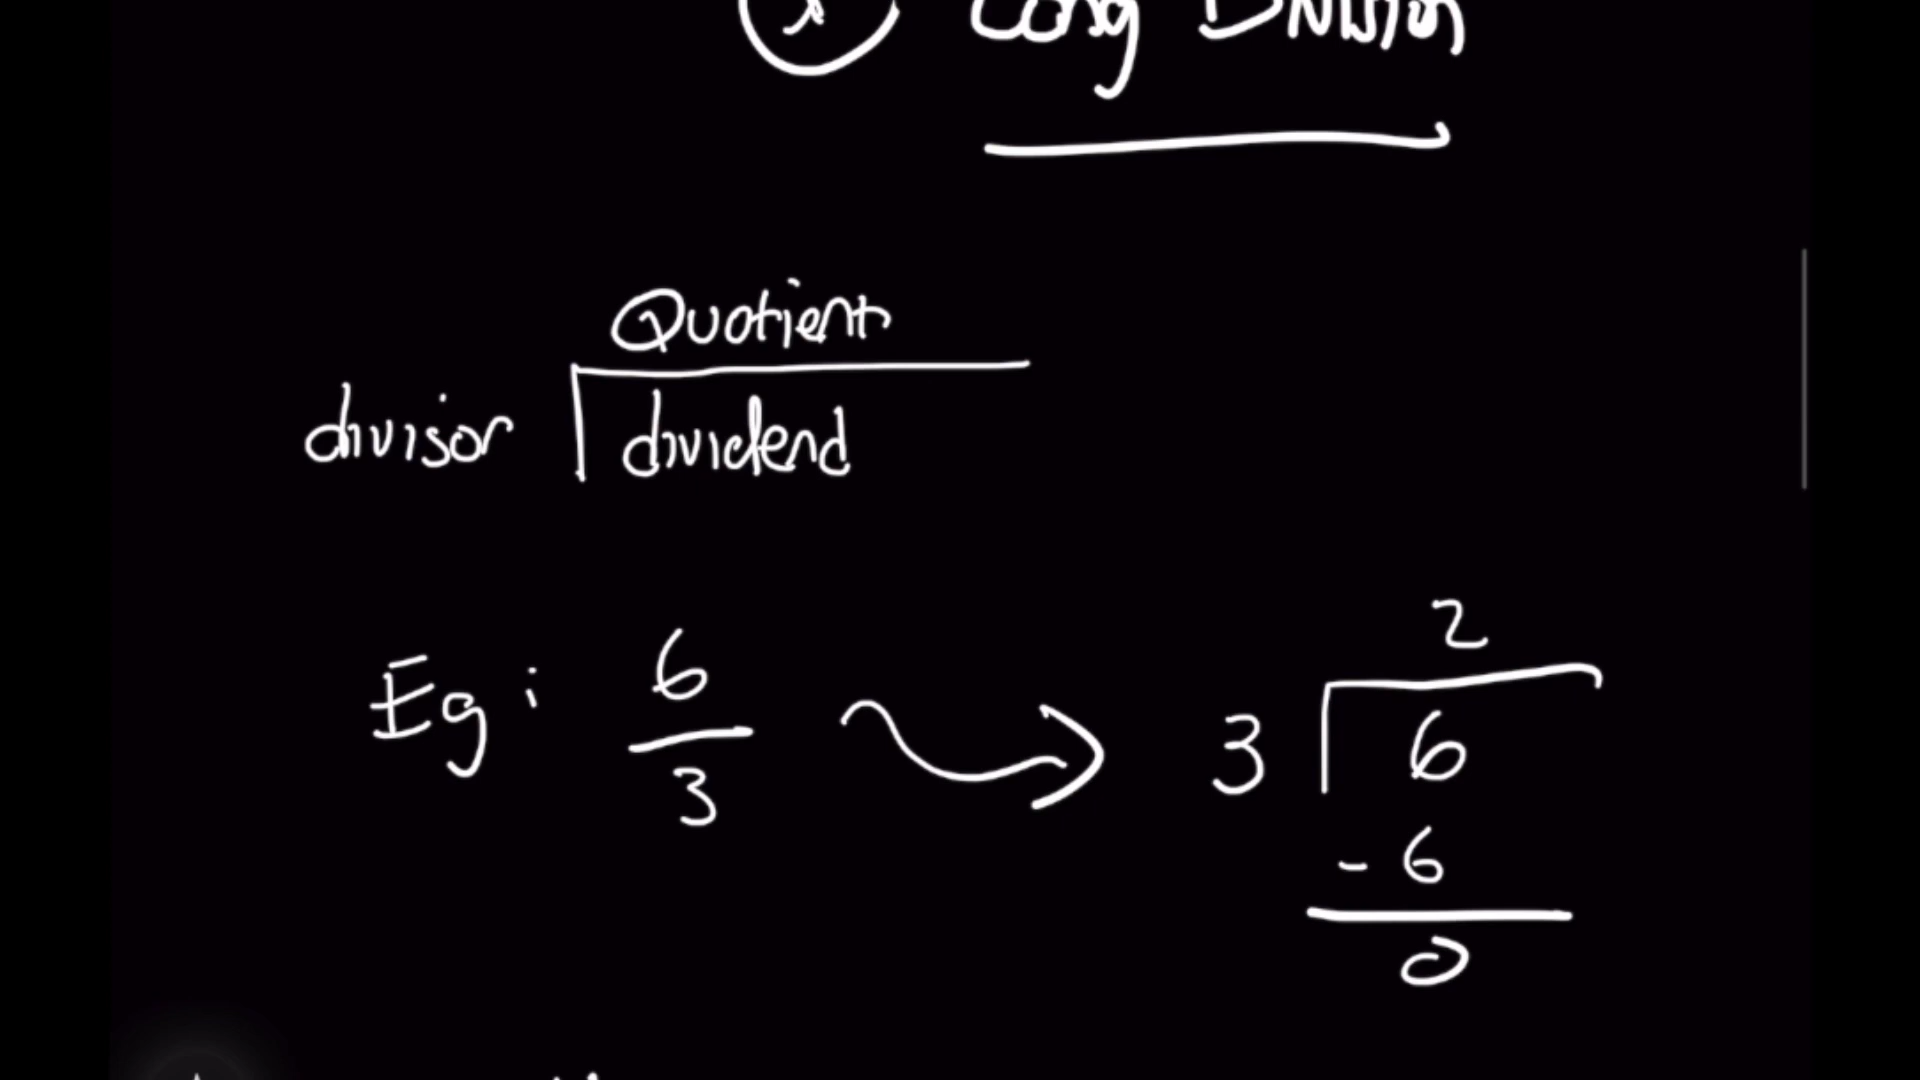 Long Division
Quotient
divisor dividend
Eg: 6/3 2
3 6
- 6
0